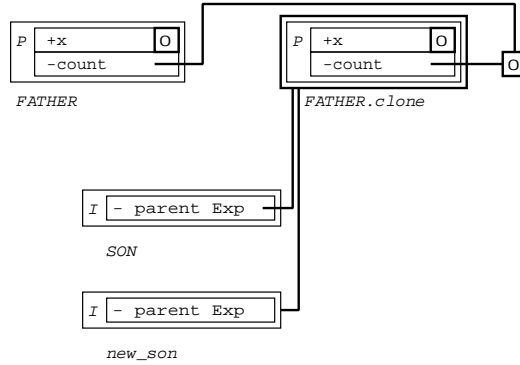 P +x O
-count
FATHER
P +x O
-count
O
FATHER.clone
I - parent Exp
SON
I - parent Exp
new_son